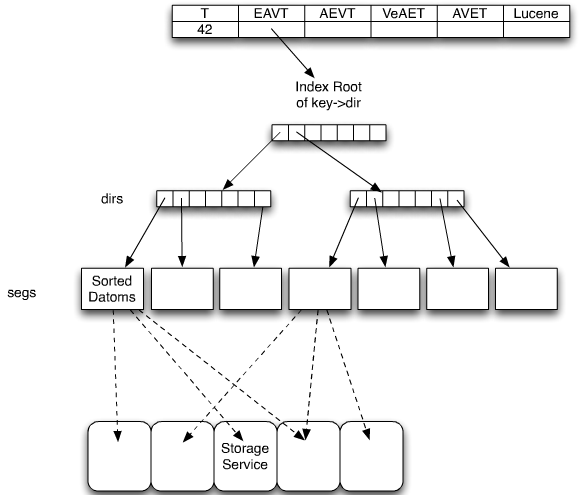 T EAVT AEVT VeAET AVET Lucene
42
Index Root
of key->dir
dirs
segs
Sorted
Datoms
Storage
Service